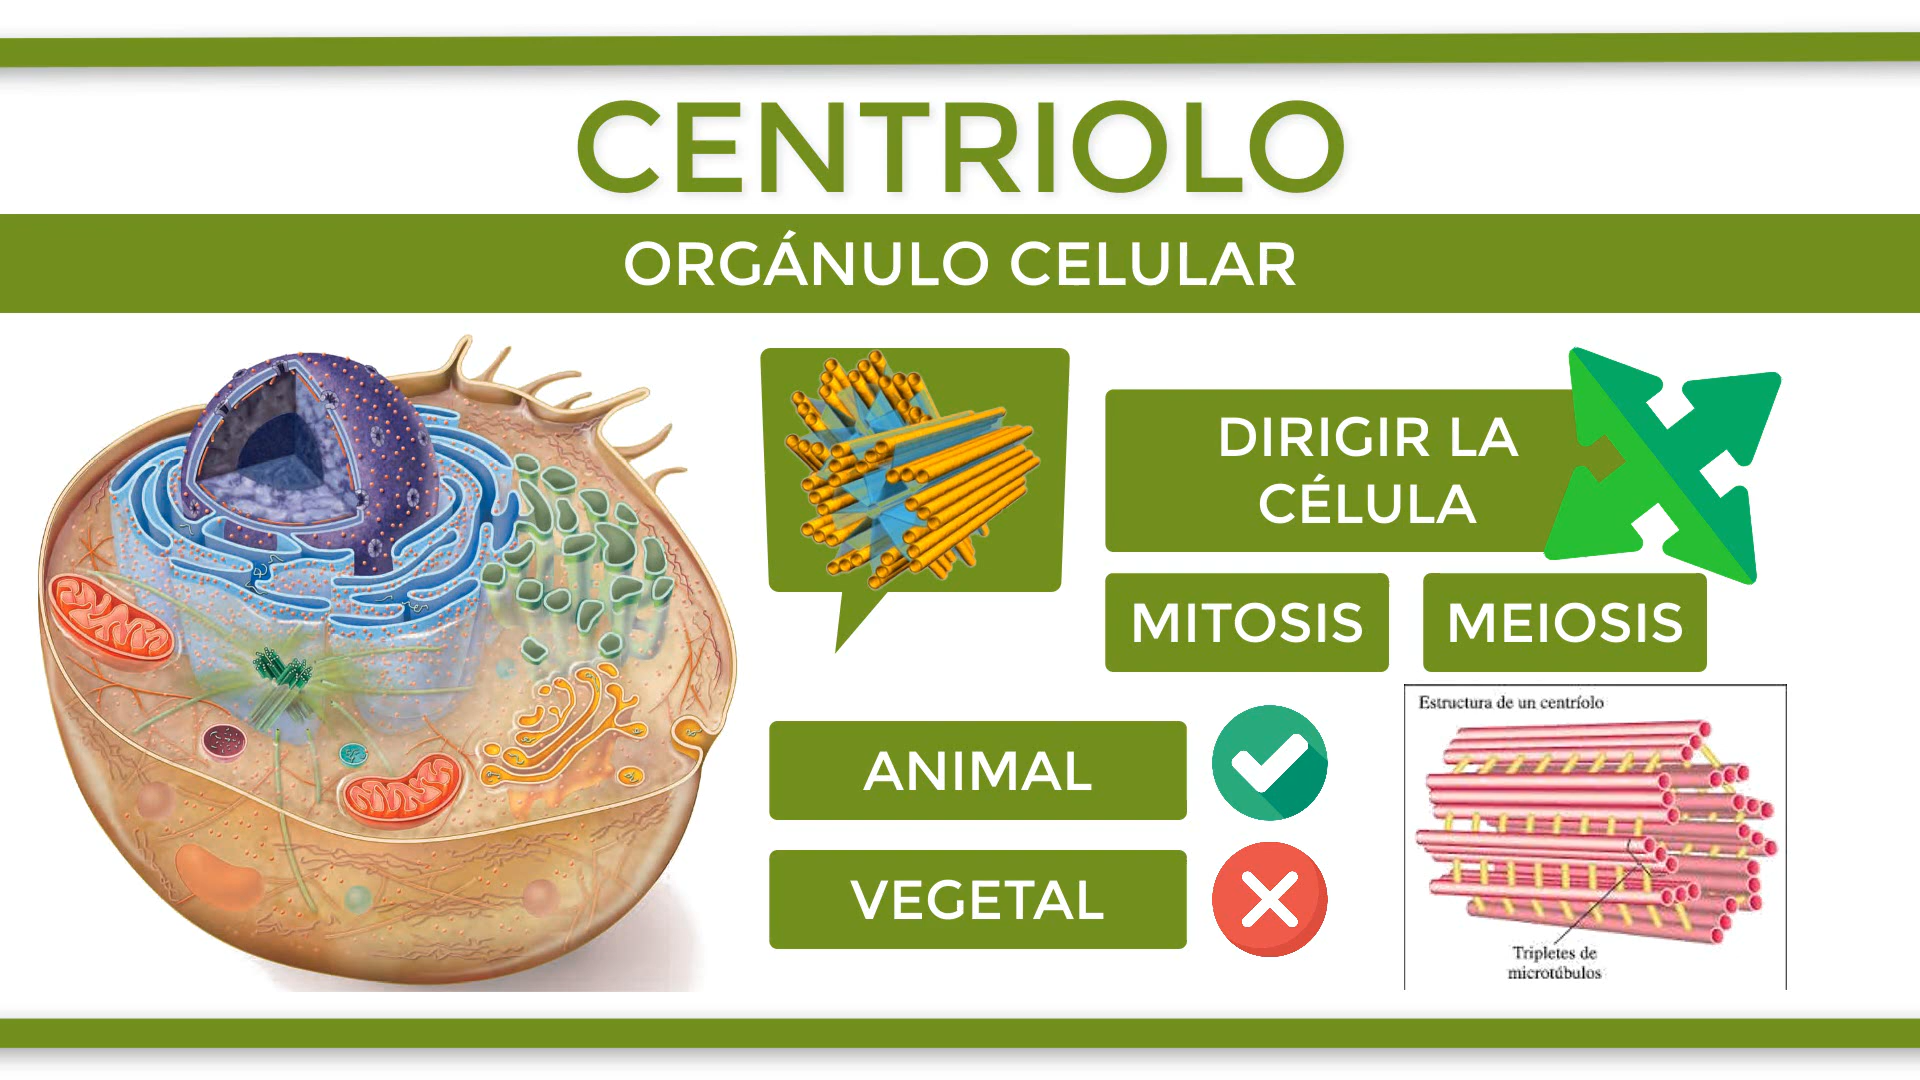 CENTRIOLO
ORGÁNULO CELULAR
DIRIGIR LA
CÉLULA
MITOSIS
MEIOSIS
ANIMAL
VEGETAL
Estructura de un centríolo
Tripletes de
microtúbulos